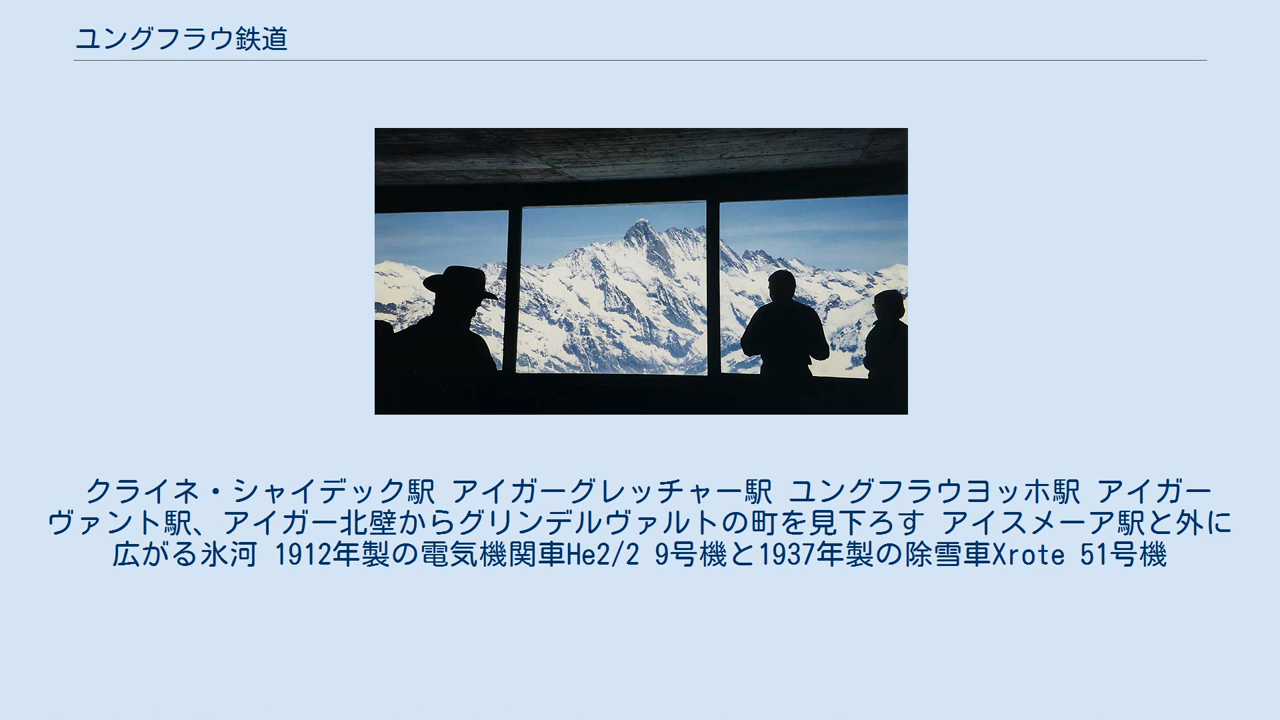 ユングフラウ鉄道
クライネ・シャイデック駅 アイガーグレッチャー駅 ユングフラウヨッホ駅 アイガー
ヴァント駅、アイガー北壁からグリンデルヴァルトの町を見下ろす アイスメーア駅と外に
広がる氷河 1912年製の電気機関車He2/2 9号機と1937年製の除雪車Xrote 51号機